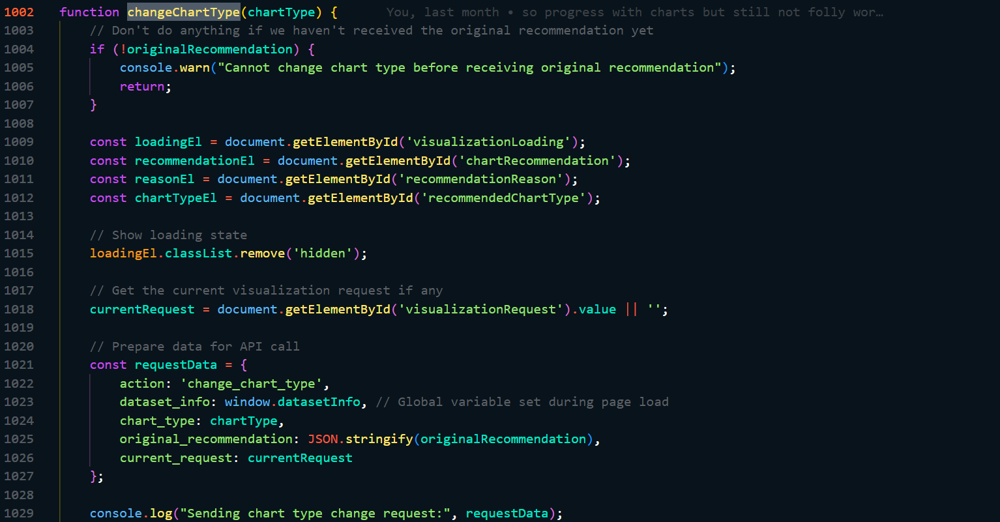 1002 function changeChartType(chartType) { You, last month • so progress with charts but still not folly wor…
1003 // Don't do anything if we haven't received the original recommendation yet
1004 if (!originalRecommendation) {
1005 console.warn("Cannot change chart type before receiving original recommendation");
1006 return;
1007 }
1008
1009 const loadingEl = document.getElementById('visualizationLoading');
1010 const recommendationEl = document.getElementById('chartRecommendation');
1011 const reasonEl = document.getElementById('recommendationReason');
1012 const chartTypeEl = document.getElementById('recommendedChartType');
1013
1014 // Show loading state
1015 loadingEl.classList.remove('hidden');
1016
1017 // Get the current visualization request if any
1018 currentRequest = document.getElementById('visualizationRequest').value || '';
1019
1020 // Prepare data for API call
1021 const requestData = {
1022 action: 'change_chart_type',
1023 dataset_info: window.datasetInfo, // Global variable set during page load
1024 chart_type: chartType,
1025 original_recommendation: JSON.stringify(originalRecommendation),
1026 current_request: currentRequest
1027 };
1028
1029 console.log("Sending chart type change request:", requestData);